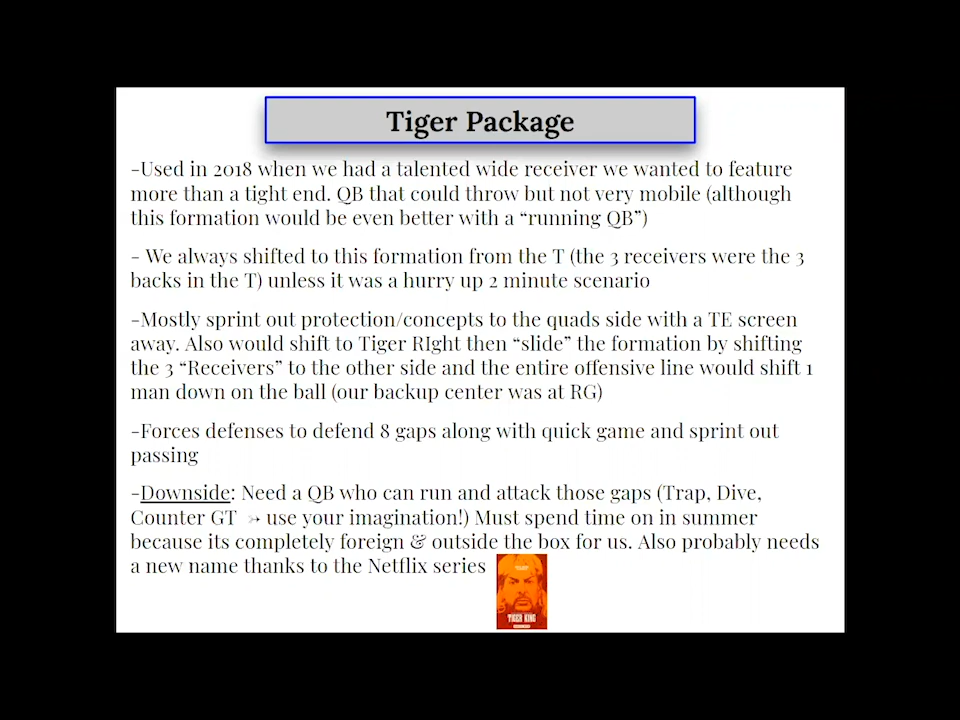 Tiger Package
-Used in 2018 when we had a talented wide receiver we wanted to feature
more than a tight end. QB that could throw but not very mobile (although
this formation would be even better with a “running QB”)
- We always shifted to this formation from the T (the 3 receivers were the 3
backs in the T) unless it was a hurry up 2 minute scenario
-Mostly sprint out protection/concepts to the quads side with a TE screen
away. Also would shift to Tiger RIght then “slide” the formation by shifting
the 3 “Receivers” to the other side and the entire offensive line would shift 1
man down on the ball (our backup center was at RG)
-Forces defenses to defend 8 gaps along with quick game and sprint out
passing
-Downside: Need a QB who can run and attack those gaps (Trap, Dive,
Counter GT ↣ use your imagination!) Must spend time on in summer
because its completely foreign & outside the box for us. Also probably needs
a new name thanks to the Netflix series
TIGER KING